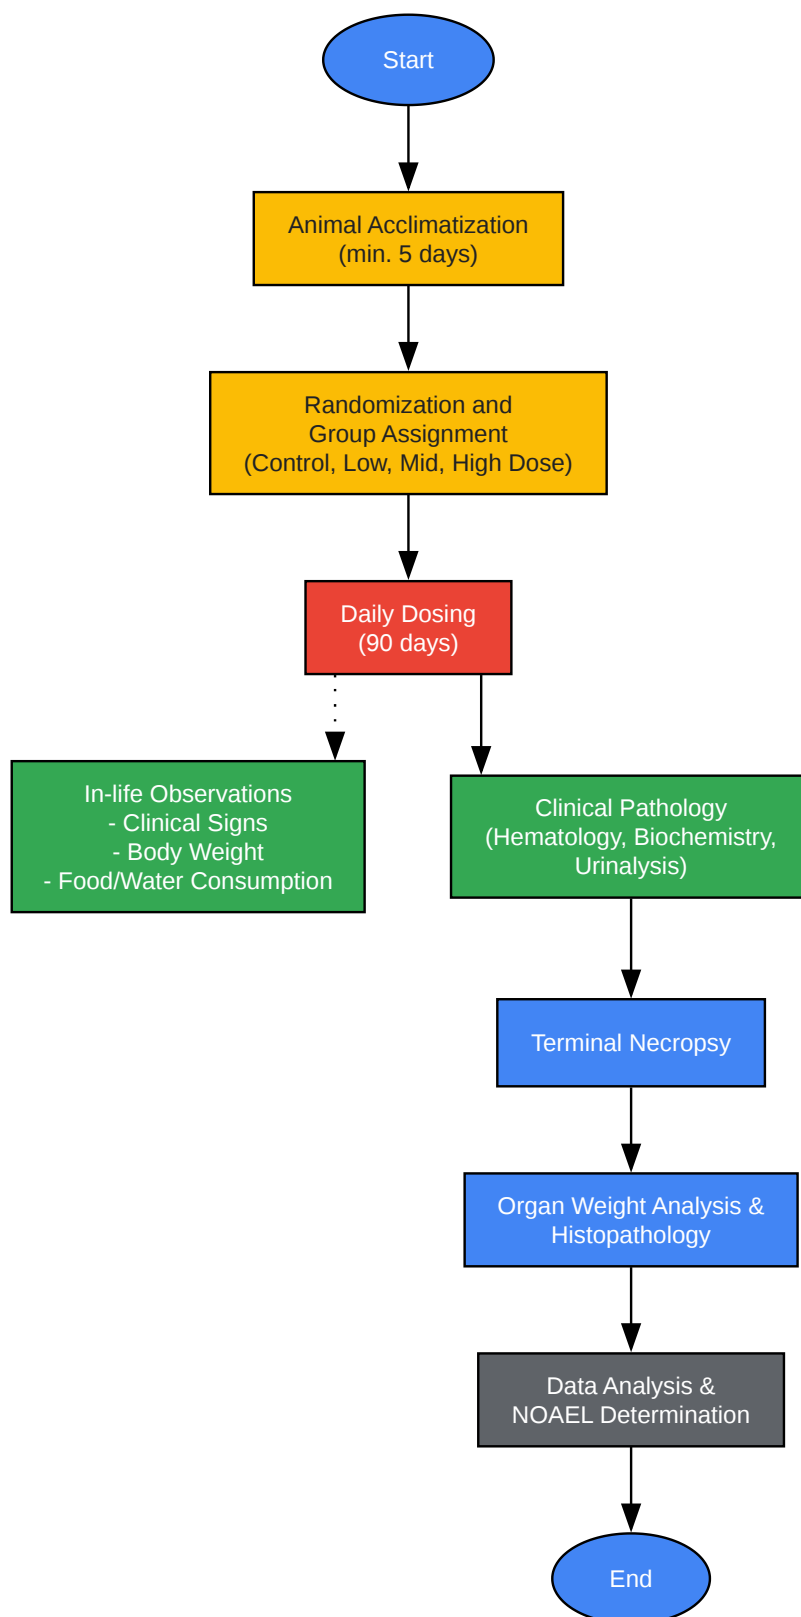 Start
Animal Acclimatization
(min. 5 days)
Randomization and
Group Assignment
(Control, Low, Mid, High Dose)
Daily Dosing
(90 days)
In-life Observations
- Clinical Signs
- Body Weight
- Food/Water Consumption
Clinical Pathology
(Hematology, Biochemistry,
Urinalysis)
Terminal Necropsy
Organ Weight Analysis &
Histopathology
Data Analysis &
NOAEL Determination
End